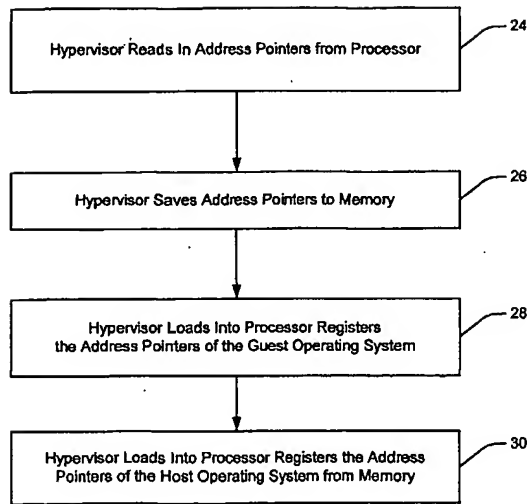 Hypervisor Reads In Address Pointers from Processor
24
Hypervisor Saves Address Pointers to Memory
26
Hypervisor Loads Into Processor Registers
the Address Pointers of the Guest Operating System
28
Hypervisor Loads Into Processor Registers the Address
Pointers of the Host Operating System from Memory
30